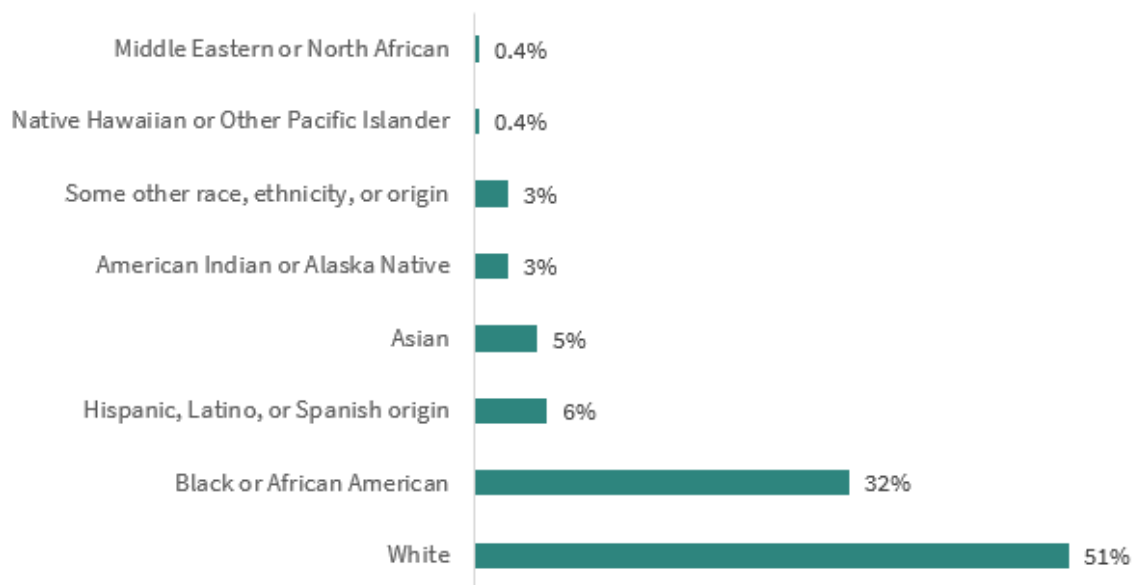 Middle Eastern or North African 0.4%
Native Hawaiian or Other Pacific Islander 0.4%
Some other race, ethnicity, or origin 3%
American Indian or Alaska Native 3%
Asian 5%
Hispanic, Latino, or Spanish origin 6%
Black or African American 32%
White 51%